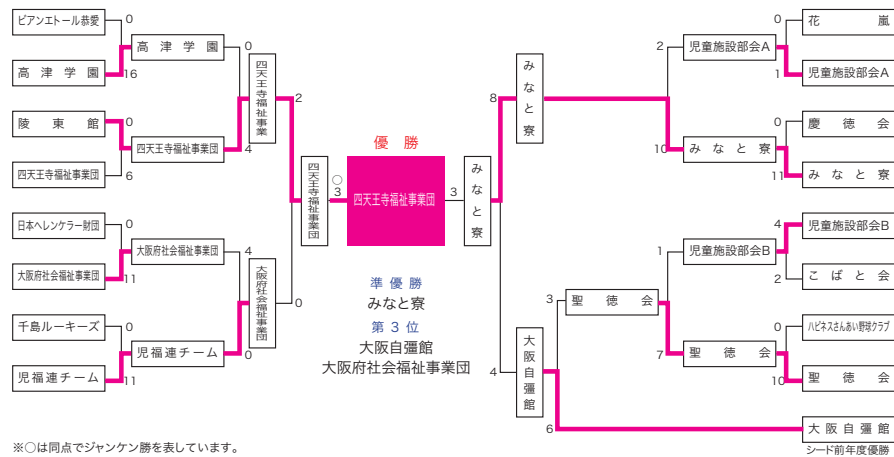 ビアンエトール恭愛
0
高津学園
16
高津学園
0
四天王寺福祉事業
2
陵東館
0
四天王寺福祉事業団
4
四天王寺福祉事業団
6
日本ヘレンケラー財団
0
大阪府社会福祉事業団
4
大阪府社会福祉事業団
11
大阪府社会福祉事業団
0
千島ルーキーズ
0
児福連チーム
0
児福連チーム
11
四天王寺福祉事業団
○
3
優勝
四天王寺福祉事業団
3
みなと寮
準優勝
みなと寮
第3位
大阪自彊館
大阪府社会福祉事業団
8
みなと寮
2
児童施設部会A
0
花嵐
1
児童施設部会A
10
みなと寮
0
慶徳会
11
みなと寮
4
大阪自彊館
3
聖徳会
1
児童施設部会B
4
児童施設部会B
2
こばと会
7
聖徳会
0
ハピネスさんあい野球クラブ
10
聖徳会
6
大阪自彊館
シード前年度優勝
※○は同点でジャンケン勝を表しています。